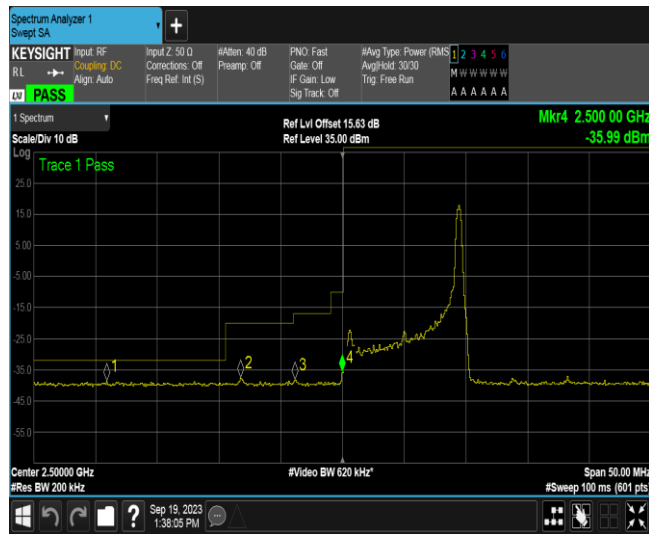 Spectrum Analyzer 1
Swept SA
KEYSIGHT
RL
LXI PASS
Input: RF
Coupling: DC
Align: Auto
Input Z: 50 Ω
Corrections: Off
Freq Ref: Int (S)
#Atten: 40 dB
Preamp: Off
PNO: Fast
Gate: Off
IF Gain: Low
Sig Track: Off
#Avg Type: Power (RMS
Avg|Hold: 30/30
Trig: Free Run
1 2 3 4 5 6
M W W W W W
A A A A A A
1 Spectrum
Scale/Div 10 dB
Ref Lvl Offset 15.63 dB
Ref Level 35.00 dBm
Mkr4 2.500 00 GHz
-35.99 dBm
Log
Trace 1 Pass
25.0
15.0
5.00
-5.00
-15.0
-25.0
-35.0
-45.0
-55.0
1
2
3
4
Center 2.50000 GHz
#Res BW 200 kHz
#Video BW 620 kHz*
Span 50.00 MHz
#Sweep 100 ms (601 pts
?
Sep 19, 2023
1:38:05 PM